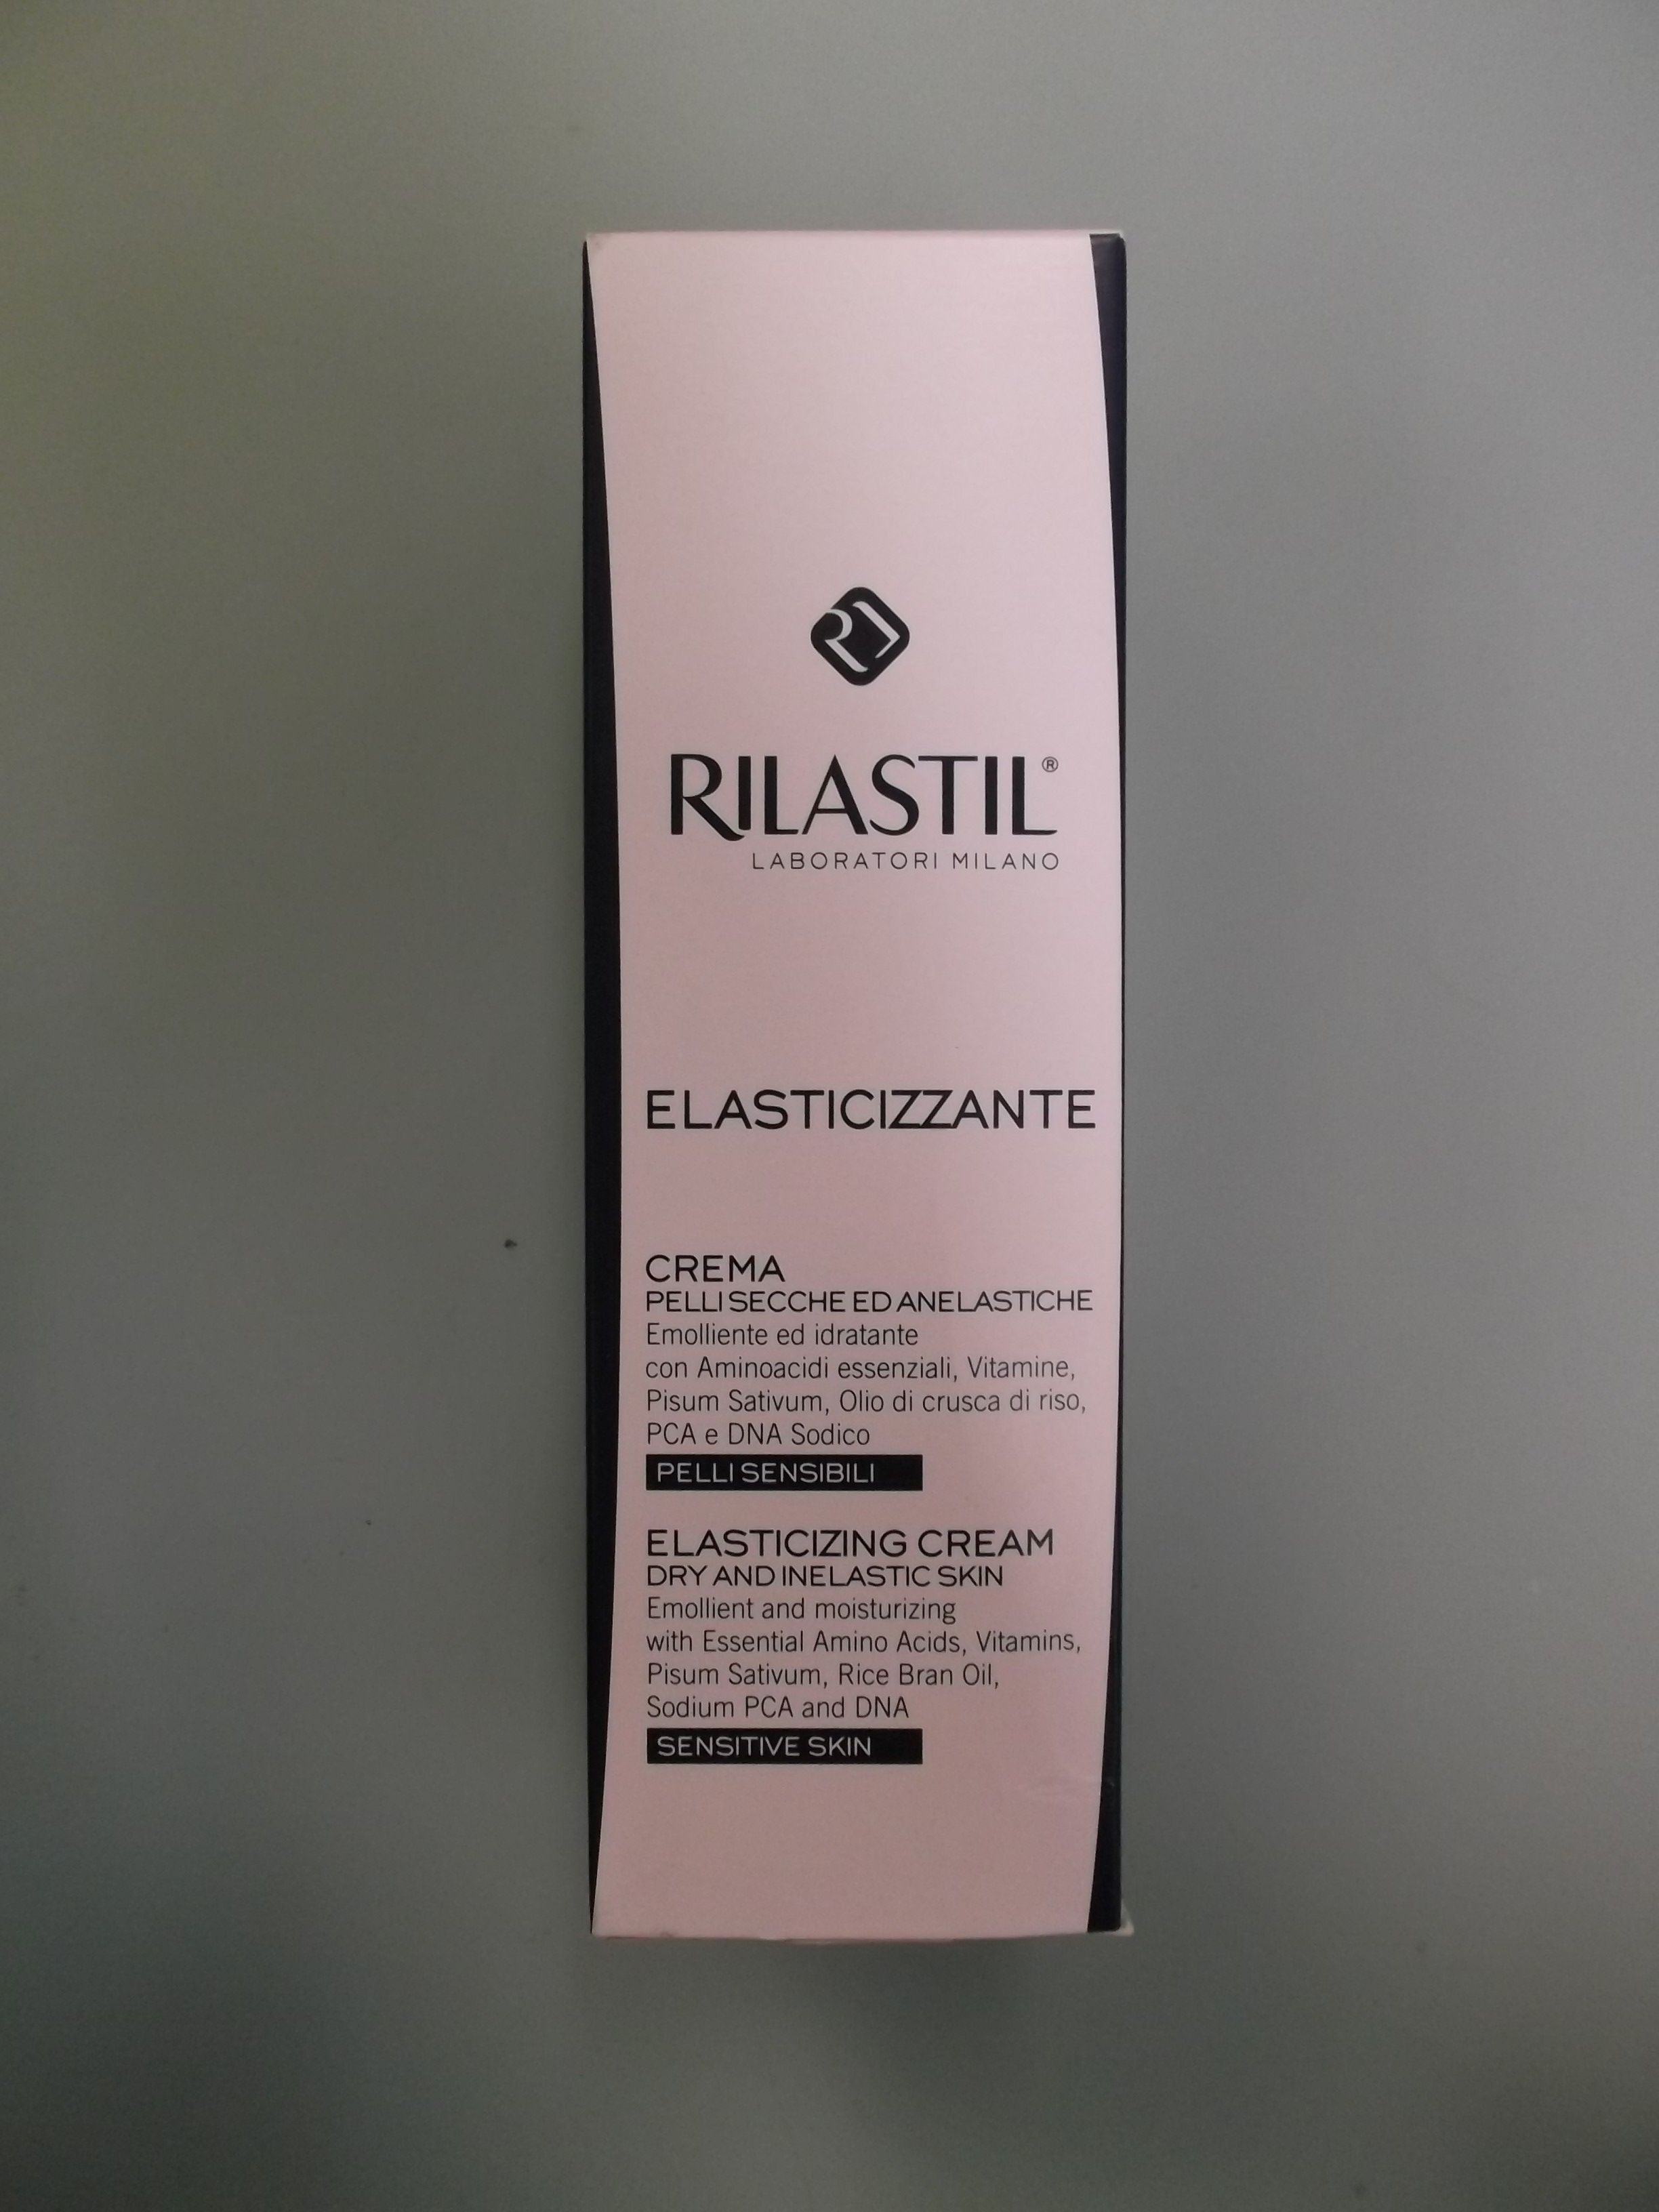 RILASTIL®
LABORATORI MILANO
ELASTICIZZANTE
CREMA
PELLI SECCHE ED ANELASTICHE
Emolliente ed idratante
con Aminoacidi essenziali, Vitamine,
Pisum Sativum, Olio di crusca di riso,
PCA e DNA Sodico
PELLI SENSIBILI
ELASTICIZING CREAM
DRY AND INELASTIC SKIN
Emollient and moisturizing
with Essential Amino Acids, Vitamins,
Pisum Sativum, Rice Bran Oil,
Sodium PCA and DNA
SENSITIVE SKIN